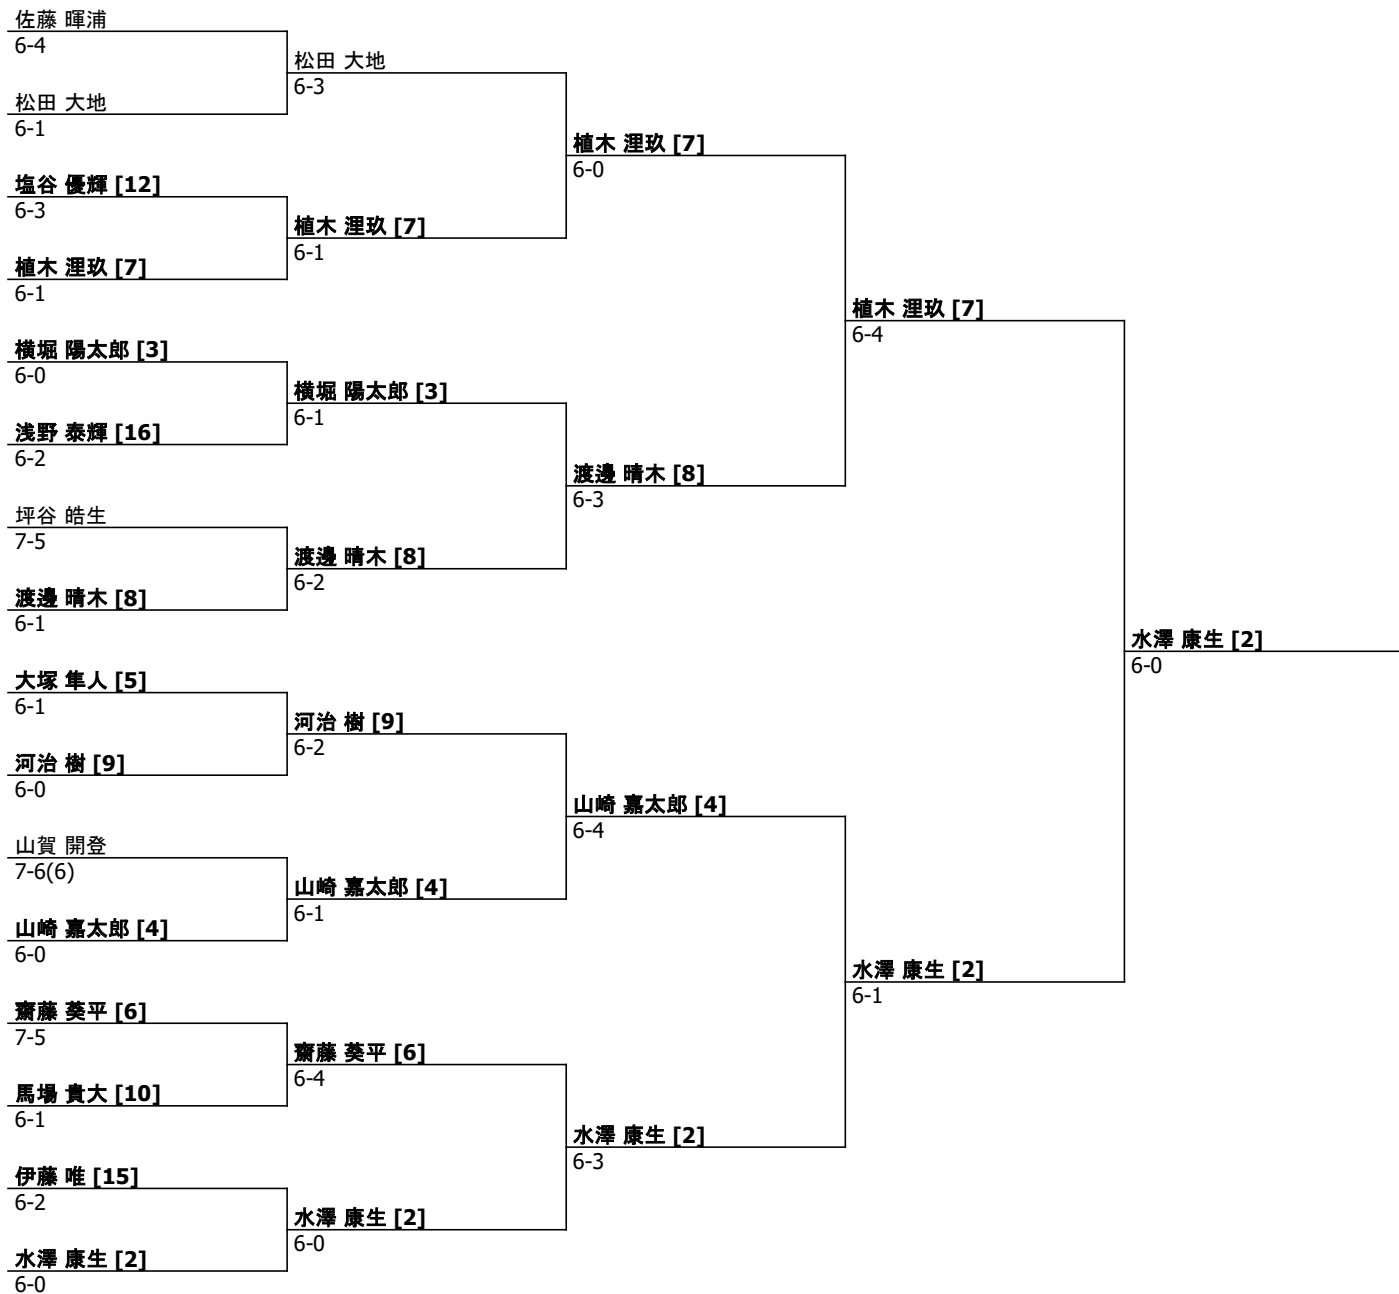 佐藤 暉浦
6-4
松田 大地
6-3
松田 大地
6-1
植木 浬玖 [7]
6-0
塩谷 優輝 [12]
6-3
植木 浬玖 [7]
6-1
植木 浬玖 [7]
6-1
植木 浬玖 [7]
6-4
横堀 陽太郎 [3]
6-0
横堀 陽太郎 [3]
6-1
浅野 泰輝 [16]
6-2
渡邊 晴木 [8]
6-3
坪谷 皓生
7-5
渡邊 晴木 [8]
6-2
渡邊 晴木 [8]
6-1
水澤 康生 [2]
6-0
大塚 隼人 [5]
6-1
河治 樹 [9]
6-2
河治 樹 [9]
6-0
山崎 嘉太郎 [4]
6-4
山賀 開登
7-6(6)
山崎 嘉太郎 [4]
6-1
山崎 嘉太郎 [4]
6-0
水澤 康生 [2]
6-1
齋藤 葵平 [6]
7-5
齋藤 葵平 [6]
6-4
馬場 貴大 [10]
6-1
水澤 康生 [2]
6-3
伊藤 唯 [15]
6-2
水澤 康生 [2]
6-0
水澤 康生 [2]
6-0